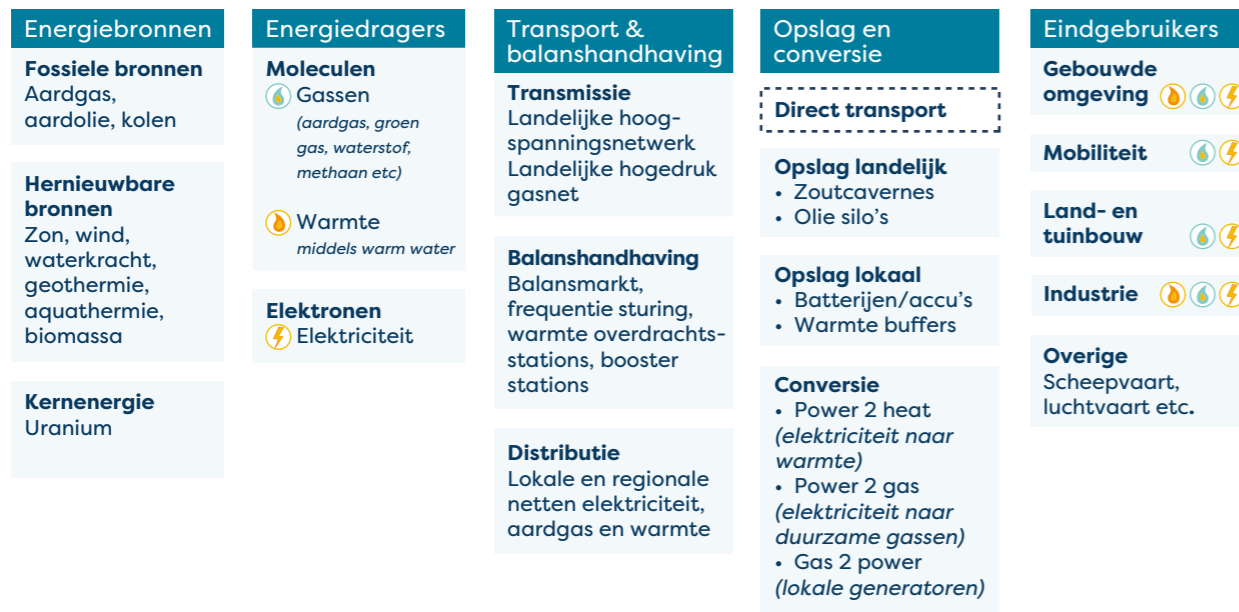 Energiebronnen
Fossiele bronnen
Aardgas,
aardolie, kolen
Hernieuwbare
bronnen
Zon, wind,
waterkracht,
geothermie,
aquathermie,
biomassa
Kernenergie
Uranium
Energiedragers
Moleculen
Gassen
(aardgas, groen
gas, waterstof,
methaan etc)
Warmte
middels warm water
Elektronen
Elektriciteit
Transport &
balanshandhaving
Transmissie
Landelijke hoog-
spanningsnetwerk
Landelijke hogedruk
gasnet
Balanshandhaving
Balansmarkt,
frequentie sturing,
warmte overdrachts-
stations, booster
stations
Distributie
Lokale en regionale
netten elektriciteit,
aardgas en warmte
Opslag en
conversie
Direct transport
Opslag landelijk
• Zoutcavernes
• Olie silo's
Opslag lokaal
• Batterijen/accu's
• Warmte buffers
Conversie
• Power 2 heat
(elektriciteit naar
warmte)
• Power 2 gas
(elektriciteit naar
duurzame gassen)
• Gas 2 power
(lokale generatoren)
Eindgebruikers
Gebouwde
omgeving
Mobiliteit
Land- en
tuinbouw
Industrie
Overige
Scheepvaart,
luchtvaart etc.